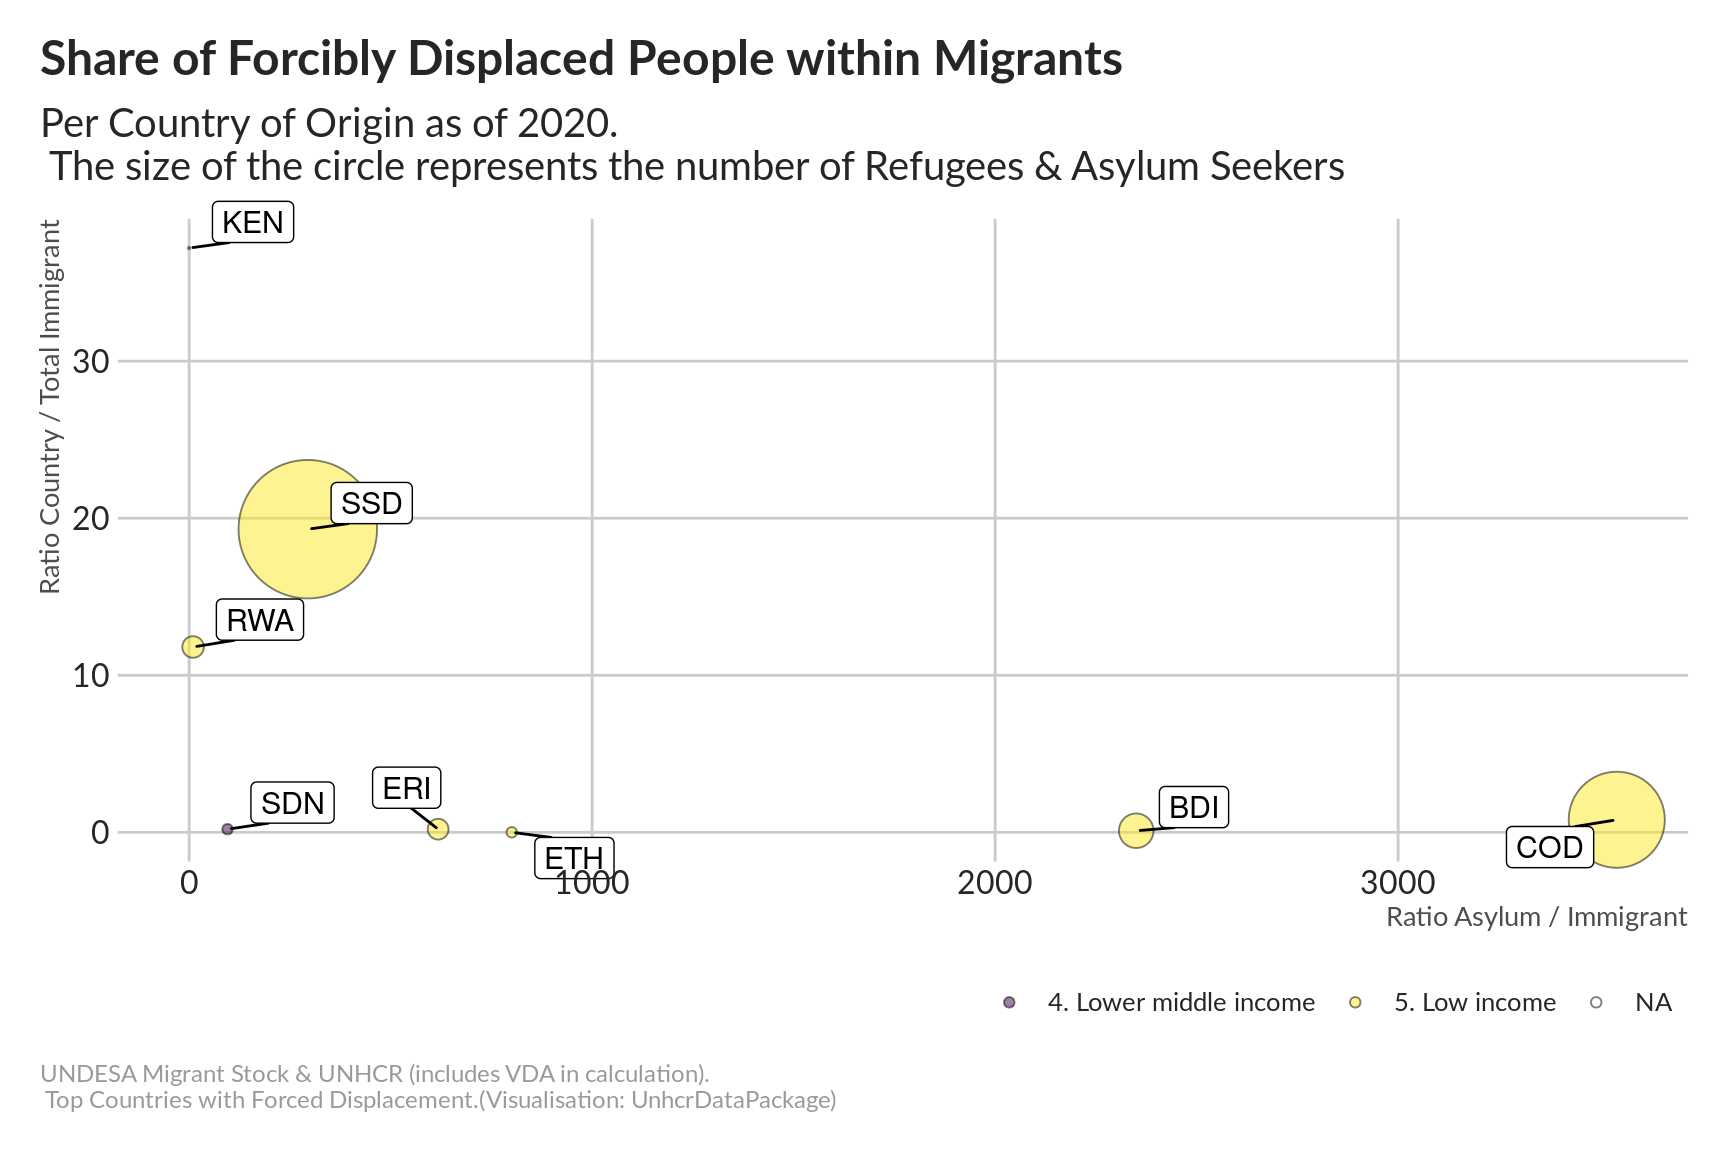 Share of Forcibly Displaced People within Migrants
Per Country of Origin as of 2020.
The size of the circle represents the number of Refugees & Asylum Seekers
Ratio Country / Total Immigrant
KEN
30
SSD
20
RWA
10
SDN
ERI
BDI
0
ETH
COD
0
1000
2000
3000
Ratio Asylum / Immigrant
4. Lower middle income
5. Low income
NA
UNDESA Migrant Stock & UNHCR (includes VDA in calculation).
Top Countries with Forced Displacement.(Visualisation: UnhcrDataPackage)